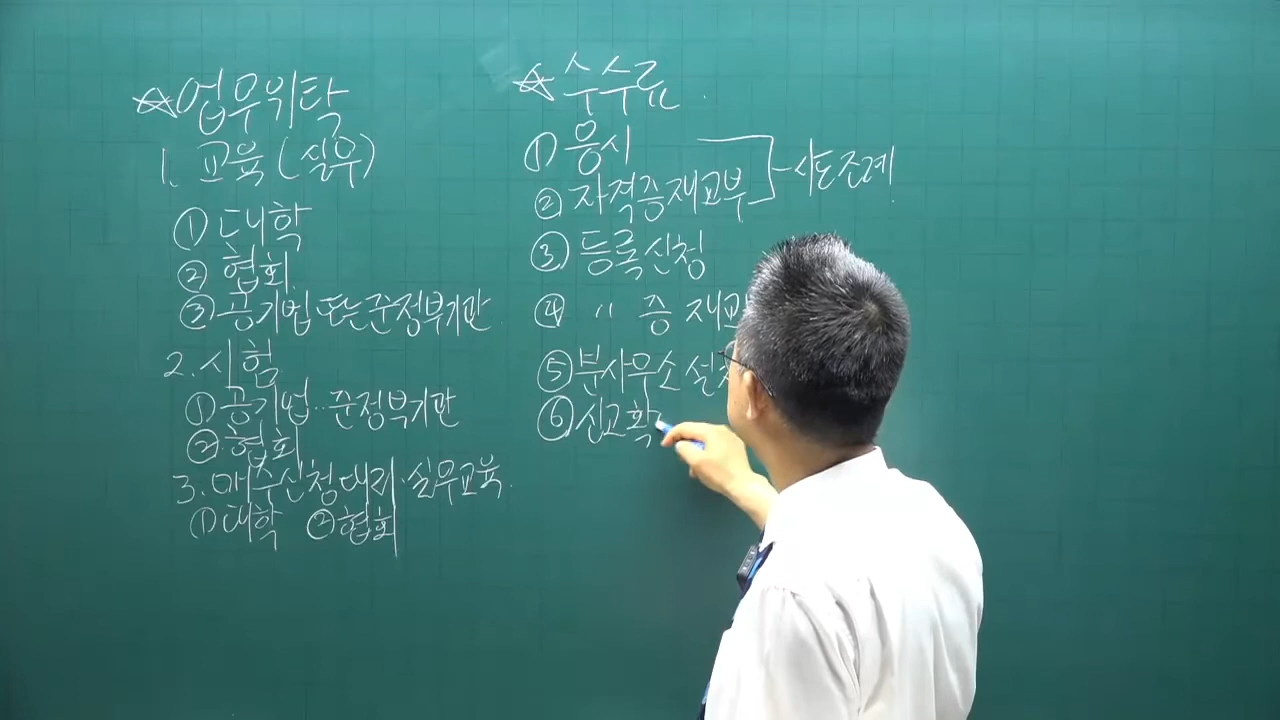 ☆업무위탁
1. 교육(실무)
① 대학
② 협회
③ 공기법 또는 준정부기관
2. 시험
① 공기법‥준정부기관
② 협회
3. 매수신청대리·실무교육.
① 대학 ② 협회
☆수수료.
① 응시
② 자격증재교부
시도조례
③ 등록신청
④ 〃 증 재교
⑤ 분사무소 설치
⑥ 신고확